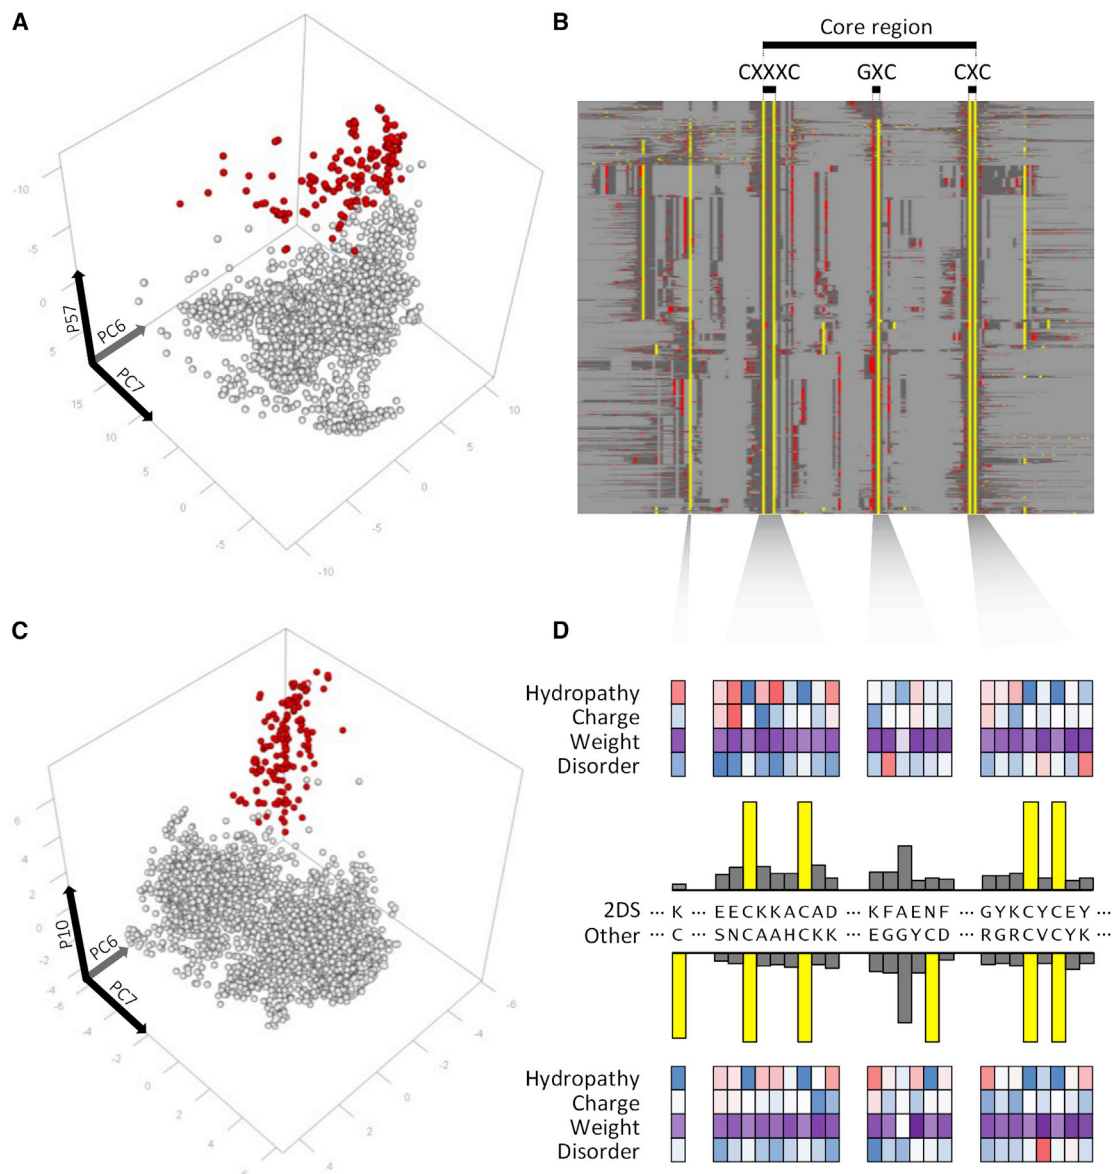 A
-10
-5
0
5
15
10
5
0
-5
-10
-5
0
5
10
P57
PC6
PC7
B
Core region
CXXXC GXC CXC
C
6
4
2
0
-2
-4
-6
-4
-2
0
2
4
6
4
2
0
-2
-4
-6
P10
PC6
PC7
D
Hydropathy
Charge
Weight
Disorder
2DS ··· K ··· EECKKACAD ··· KFAENF ··· GYKCYCEY ···
Other ··· C ··· SNCAAHCKK ··· EGGYCD ··· RGRCVCYK ···
Hydropathy
Charge
Weight
Disorder